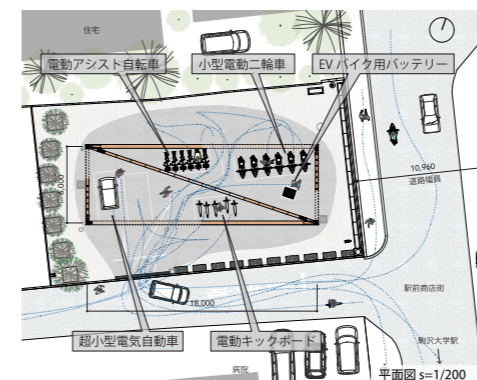 住宅
電動アシスト自転車
小型電動二輪車
EV バイク用バッテリー
10,960
道路幅員
18,000
駅前商店街
超小型電気自動車
電動キックボード
駒沢大学駅
病院
平面図 s=1/200